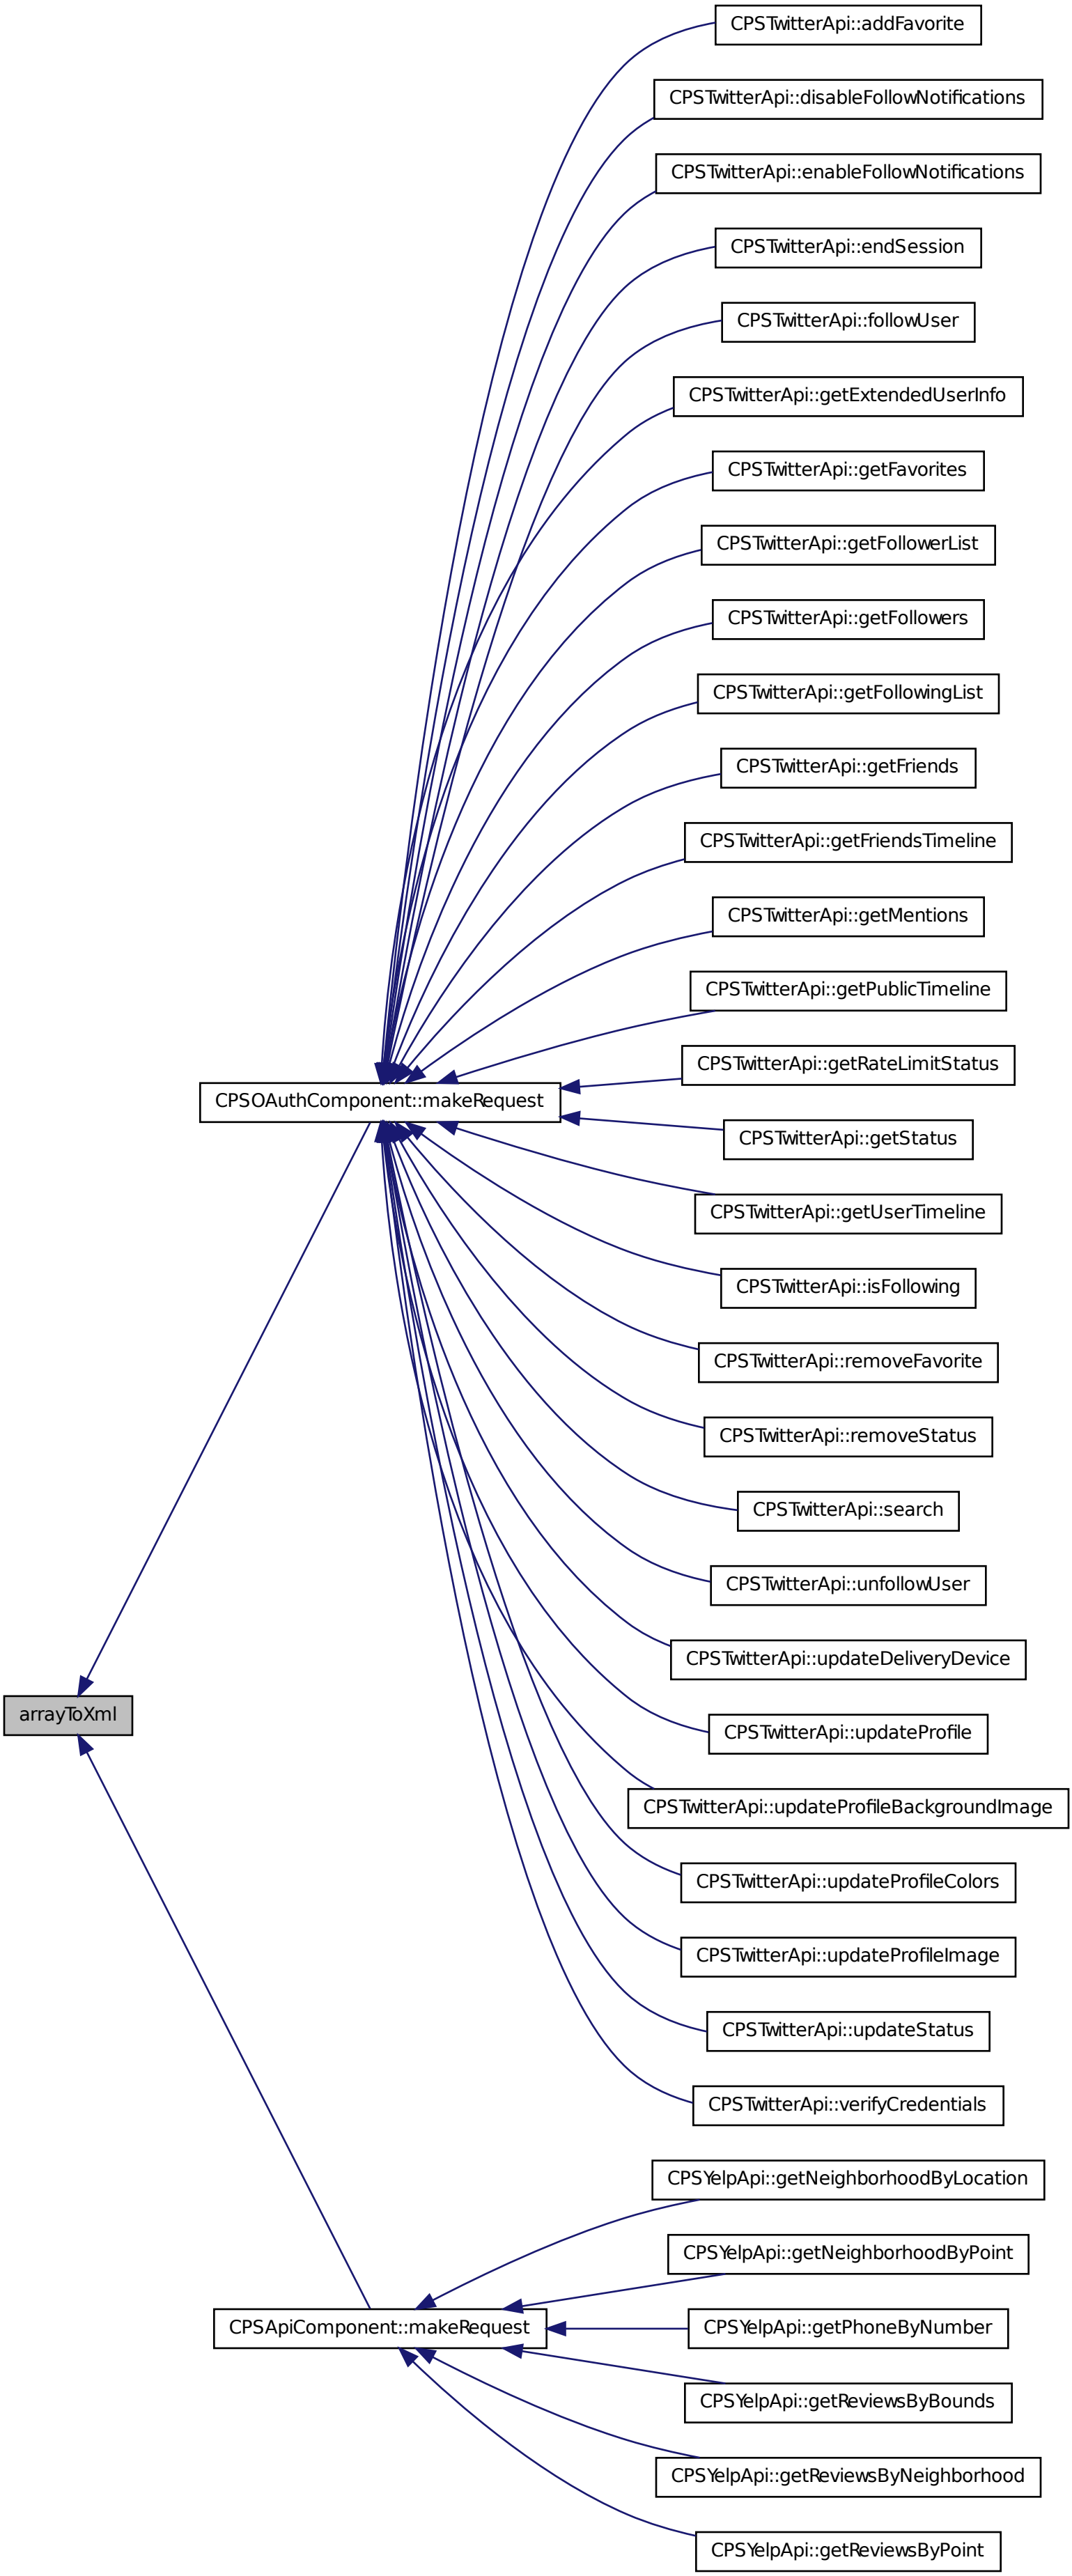 CPSTwitterApi::addFavorite
CPSTwitterApi::disableFollowNotifications
CPSTwitterApi::enableFollowNotifications
CPSTwitterApi::endSession
CPSTwitterApi::followUser
CPSTwitterApi::getExtendedUserInfo
CPSTwitterApi::getFavorites
CPSTwitterApi::getFollowerList
CPSTwitterApi::getFollowers
CPSTwitterApi::getFollowingList
CPSTwitterApi::getFriends
CPSTwitterApi::getFriendsTimeline
CPSTwitterApi::getMentions
CPSTwitterApi::getPublicTimeline
CPSTwitterApi::getRateLimitStatus
CPSOAuthComponent::makeRequest
CPSTwitterApi::getStatus
CPSTwitterApi::getUserTimeline
CPSTwitterApi::isFollowing
CPSTwitterApi::removeFavorite
CPSTwitterApi::removeStatus
CPSTwitterApi::search
CPSTwitterApi::unfollowUser
CPSTwitterApi::updateDeliveryDevice
arrayToXml
CPSTwitterApi::updateProfile
CPSTwitterApi::updateProfileBackgroundImage
CPSTwitterApi::updateProfileColors
CPSTwitterApi::updateProfileImage
CPSTwitterApi::updateStatus
CPSTwitterApi::verifyCredentials
CPSYelpApi::getNeighborhoodByLocation
CPSYelpApi::getNeighborhoodByPoint
CPSApiComponent::makeRequest
CPSYelpApi::getPhoneByNumber
CPSYelpApi::getReviewsByBounds
CPSYelpApi::getReviewsByNeighborhood
CPSYelpApi::getReviewsByPoint